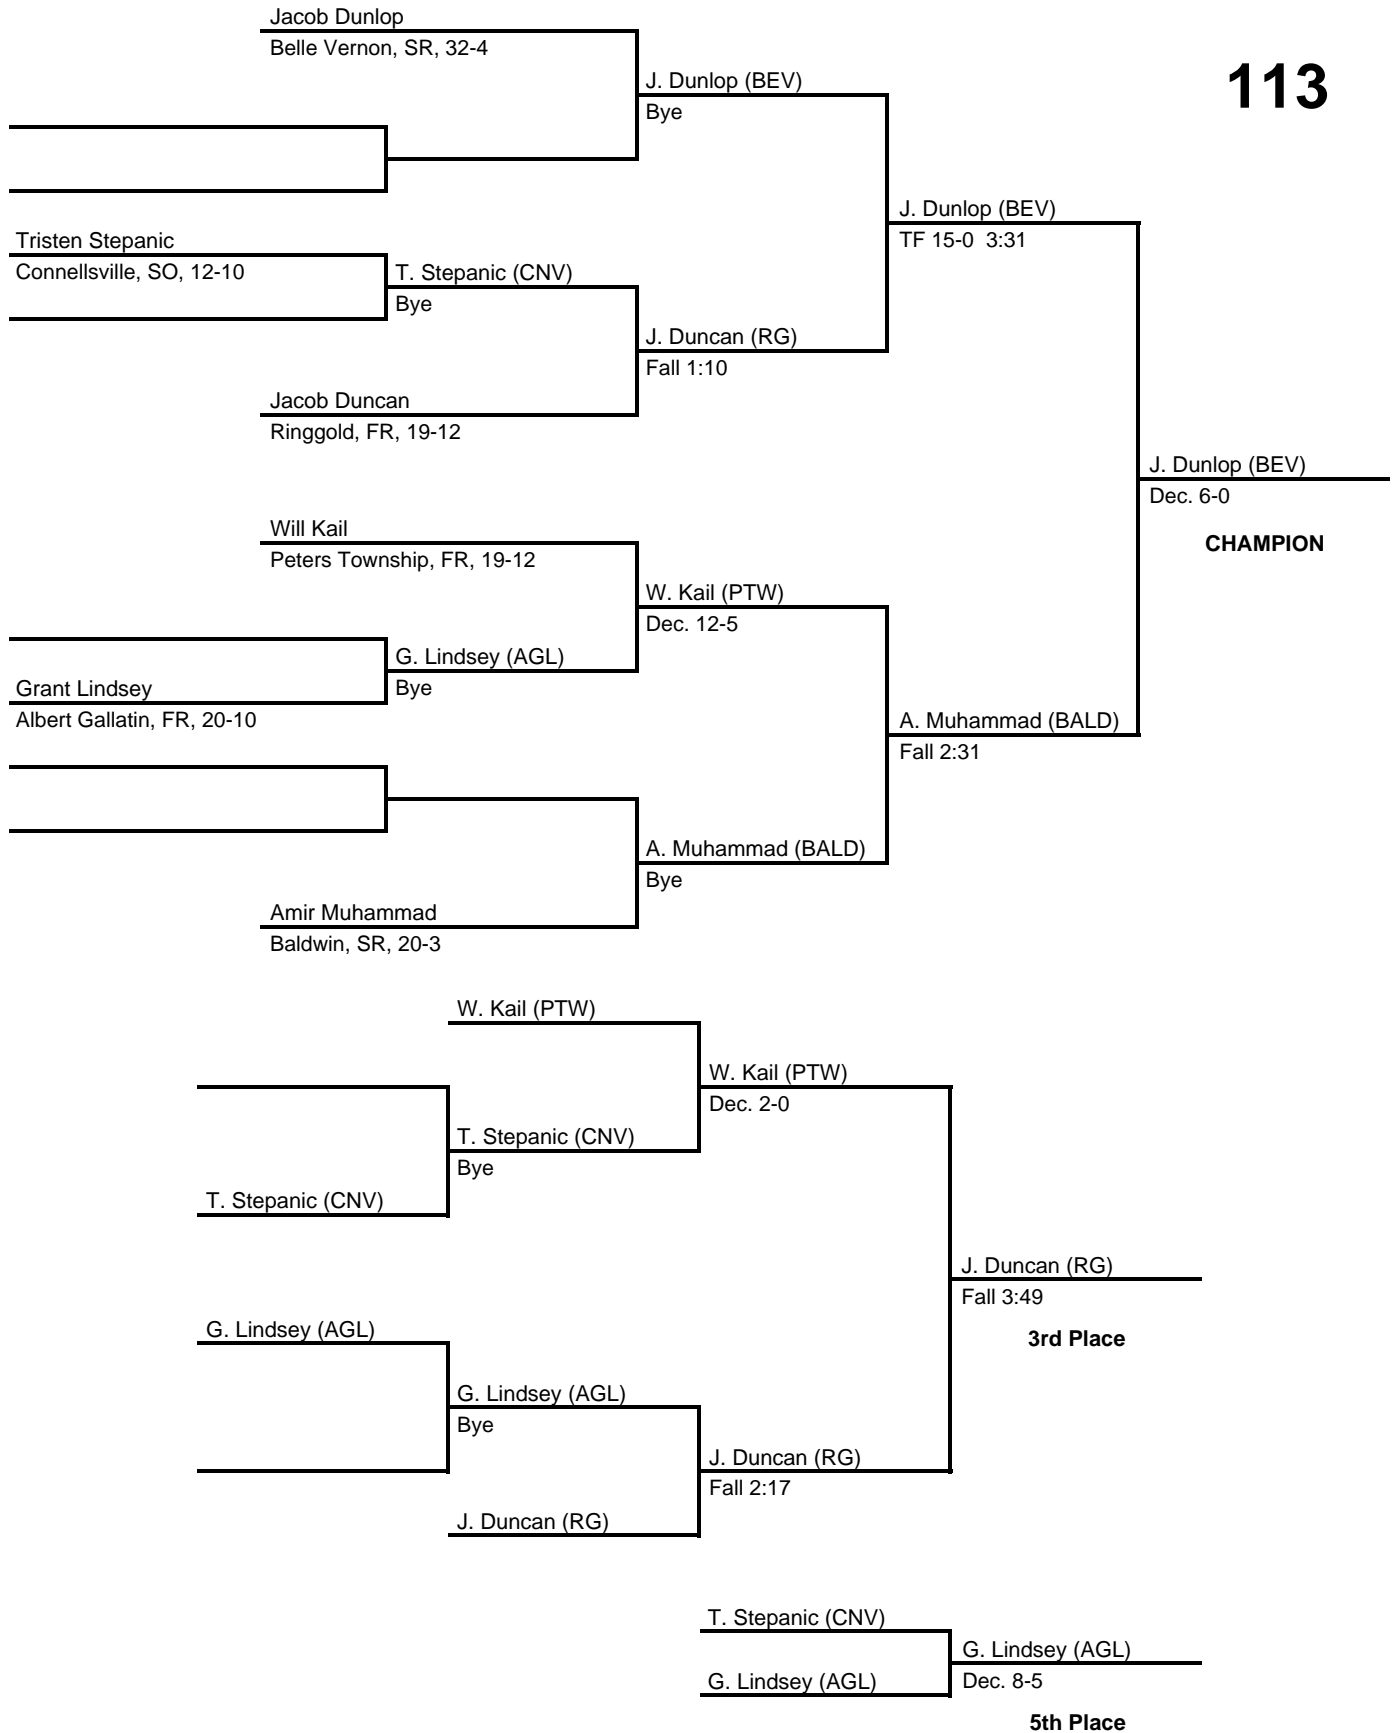 Jacob Dunlop
Belle Vernon, SR, 32-4
113
J. Dunlop (BEV)
Bye
J. Dunlop (BEV)
TF 15-0  3:31
Tristen Stepanic
Connellsville, SO, 12-10
T. Stepanic (CNV)
Bye
J. Duncan (RG)
Fall 1:10
Jacob Duncan
Ringgold, FR, 19-12
J. Dunlop (BEV)
Dec. 6-0
CHAMPION
Will Kail
Peters Township, FR, 19-12
W. Kail (PTW)
Dec. 12-5
G. Lindsey (AGL)
Bye
Grant Lindsey
Albert Gallatin, FR, 20-10
A. Muhammad (BALD)
Fall 2:31
A. Muhammad (BALD)
Bye
Amir Muhammad
Baldwin, SR, 20-3
W. Kail (PTW)
W. Kail (PTW)
Dec. 2-0
T. Stepanic (CNV)
Bye
T. Stepanic (CNV)
J. Duncan (RG)
Fall 3:49
3rd Place
G. Lindsey (AGL)
G. Lindsey (AGL)
Bye
J. Duncan (RG)
Fall 2:17
J. Duncan (RG)
T. Stepanic (CNV)
G. Lindsey (AGL)
G. Lindsey (AGL)
Dec. 8-5
5th Place